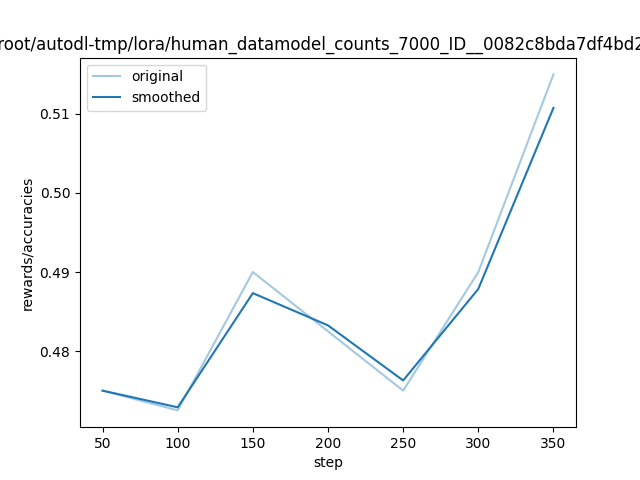 root/autodl-tmp/lora/human_datamodel_counts_7000_ID__0082c8bda7df4bd2
original
smoothed
0.51
0.50
0.49
0.48
rewards/accuracies
50 100 150 200 250 300 350
step